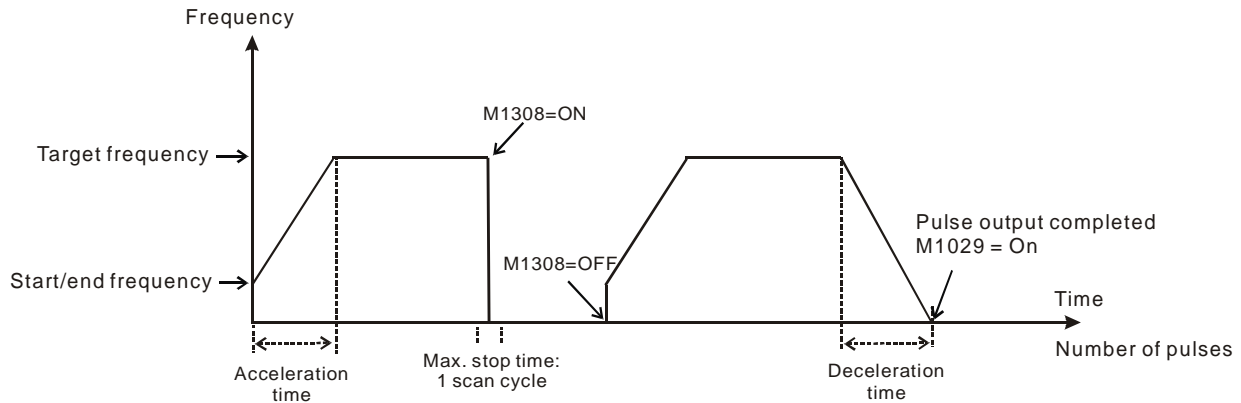 Frequency
M1308=ON
Target frequency
Pulse output completed
M1029 = On
M1308=OFF
Start/end frequency
Time
Number of pulses
Acceleration
time
Max. stop time:
1 scan cycle
Deceleration
time